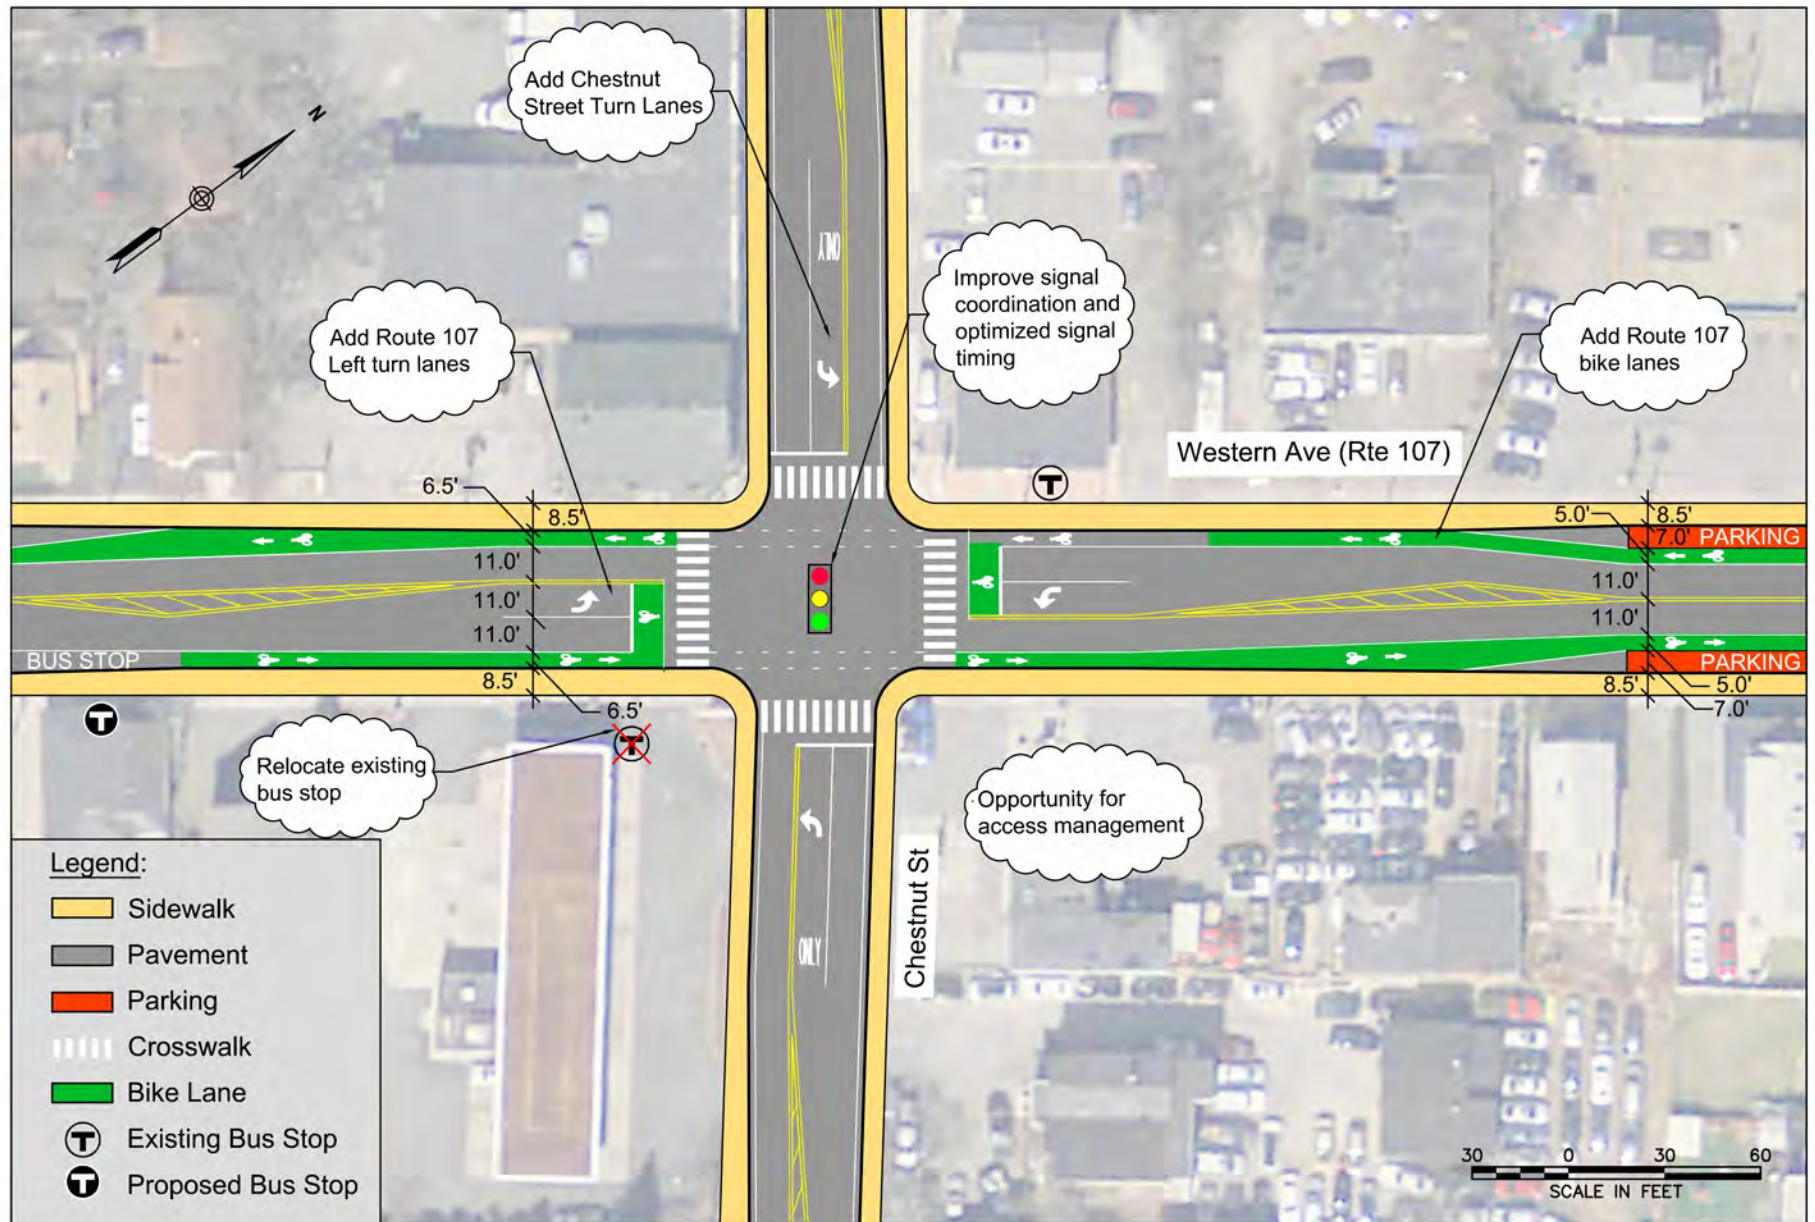 Add Chestnut
Street Turn Lanes
N
ONLY
Improve signal
coordination and
optimized signal
timing
Add Route 107
Left turn lanes
Add Route 107
bike lanes
Western Ave (Rte 107)
T
6.5'
8.5'
11.0'
11.0'
11.0'
8.5'
6.5'
5.0'
8.5'
7.0'
PARKING
11.0'
11.0'
PARKING
8.5'
5.0'
7.0'
BUS STOP
T
T
Relocate existing
bus stop
Opportunity for
access management
Chestnut St
ONLY
Legend:
Sidewalk
Pavement
Parking
Crosswalk
Bike Lane
T Existing Bus Stop
T Proposed Bus Stop
30 0 30 60
SCALE IN FEET